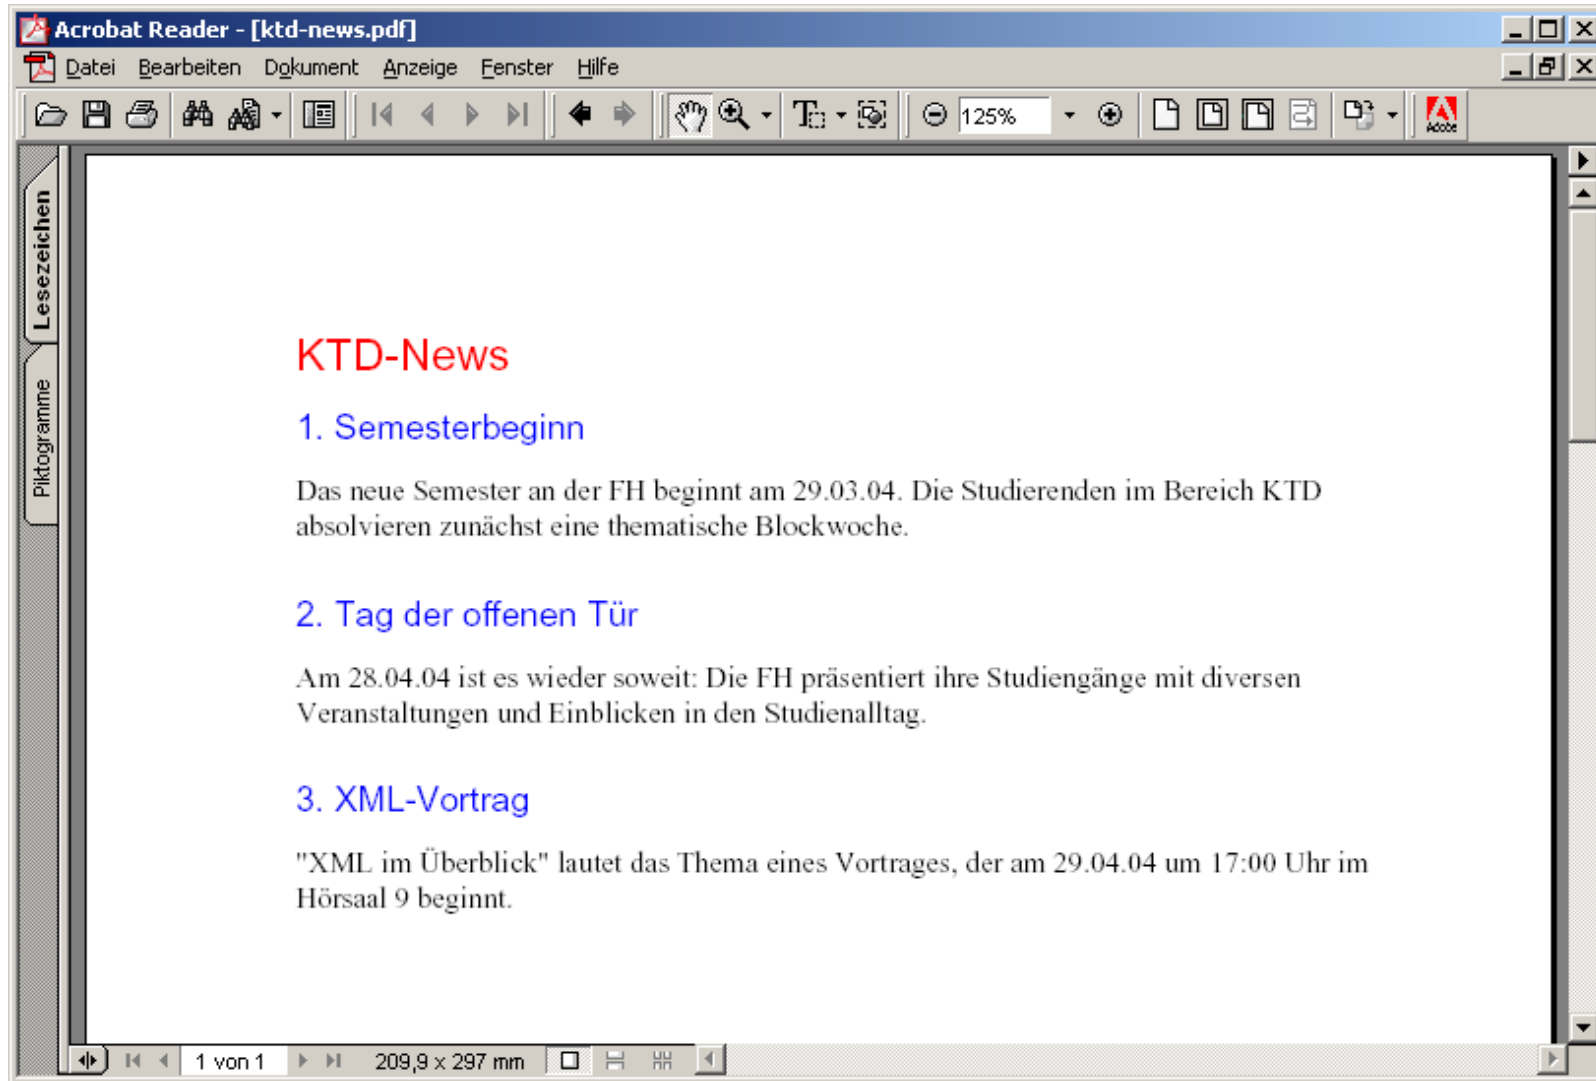 Acrobat Reader - [ktd-news.pdf]
Datei Bearbeiten Dokument Anzeige Fenster Hilfe
125%
Adobe
Lesezeichen
Piktogramme
KTD-News
1. Semesterbeginn
Das neue Semester an der FH beginnt am 29.03.04. Die Studierenden im Bereich KTD
absolvieren zunächst eine thematische Blockwoche.
2. Tag der offenen Tür
Am 28.04.04 ist es wieder soweit: Die FH präsentiert ihre Studiengänge mit diversen
Veranstaltungen und Einblicken in den Studienalltag.
3. XML-Vortrag
"XML im Überblick" lautet das Thema eines Vortrages, der am 29.04.04 um 17:00 Uhr im
Hörsaal 9 beginnt.
1 von 1 209,9 x 297 mm